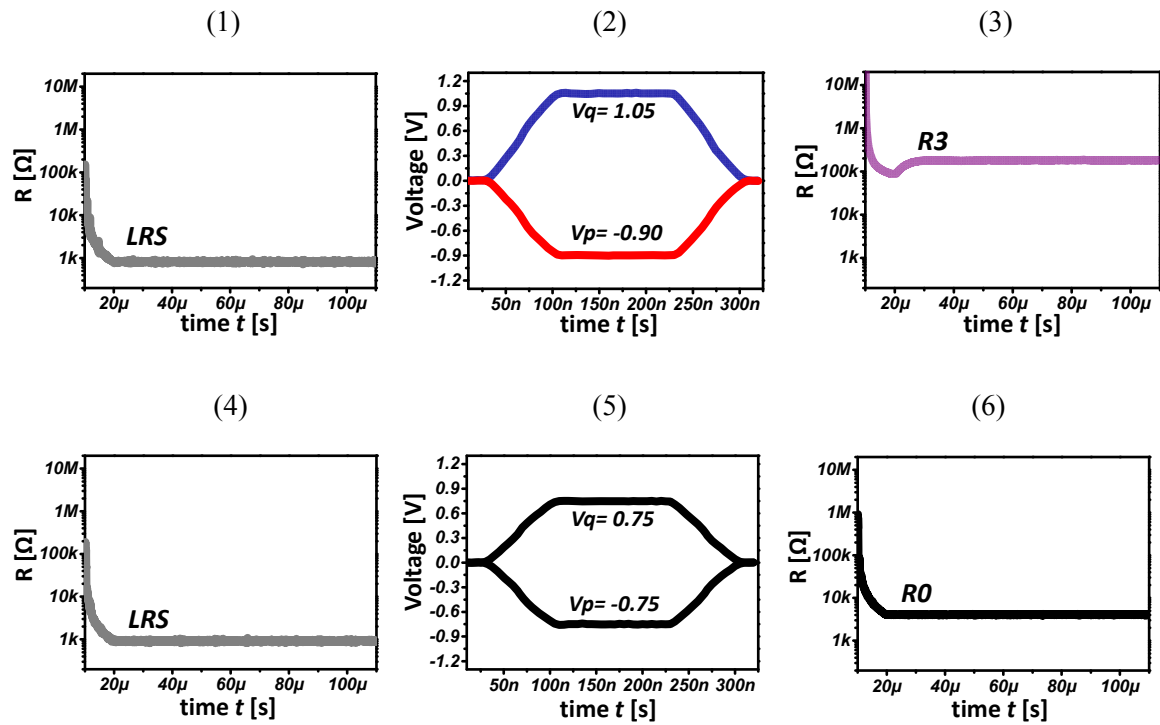 (1)
(2)
(3)
R [Ω]
10M
1M
100k
10k
1k
LRS
20µ 40µ 60µ 80µ 100µ
time t [s]
Voltage [V]
1.2
0.9
0.6
0.3
0.0
-0.3
-0.6
-0.9
-1.2
Vq= 1.05
Vp= -0.90
50n 100n 150n 200n 250n 300n
time t [s]
R [Ω]
10M
1M
100k
10k
1k
R3
20µ 40µ 60µ 80µ 100µ
time t [s]
(4)
(5)
(6)
R [Ω]
10M
1M
100k
10k
1k
LRS
20µ 40µ 60µ 80µ 100µ
time t [s]
Voltage [V]
1.2
0.9
0.6
0.3
0.0
-0.3
-0.6
-0.9
-1.2
Vq= 0.75
Vp= -0.75
50n 100n 150n 200n 250n 300n
time t [s]
R [Ω]
10M
1M
100k
10k
1k
R0
20µ 40µ 60µ 80µ 100µ
time t [s]